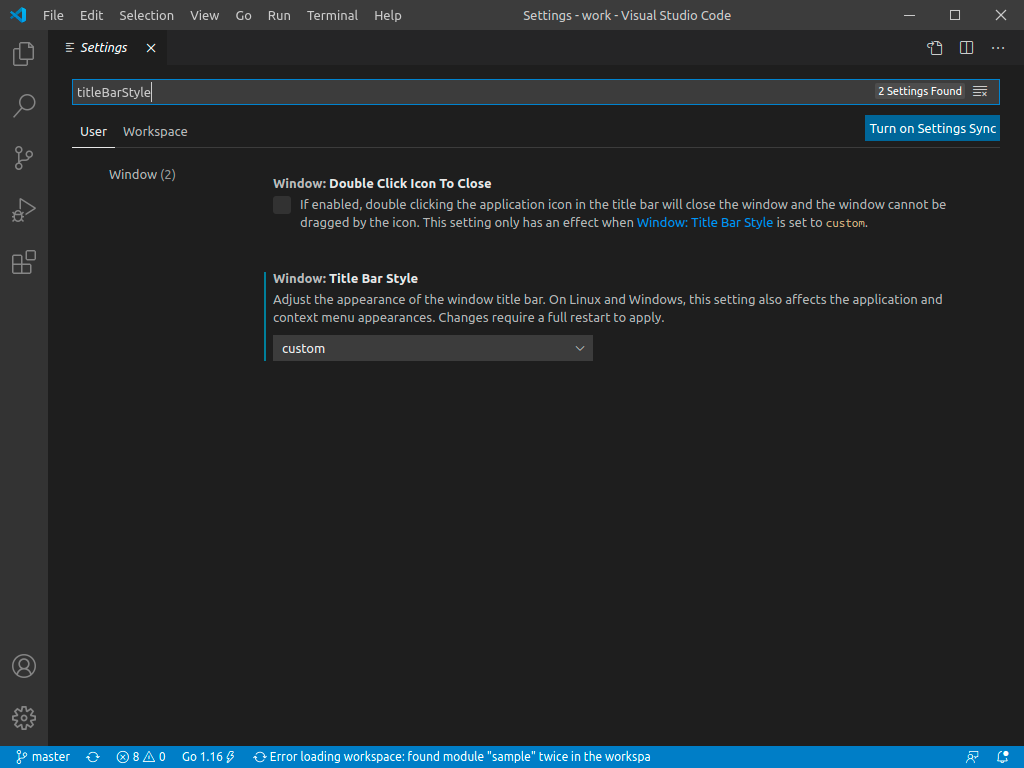 File Edit Selection View Go Run Terminal Help Settings - work - Visual Studio Code
Settings
titleBarStyle 2 Settings Found
User Workspace Turn on Settings Sync
Window (2)
Window: Double Click Icon To Close
If enabled, double clicking the application icon in the title bar will close the window and the window cannot be
dragged by the icon. This setting only has an effect when Window: Title Bar Style is set to custom.
Window: Title Bar Style
Adjust the appearance of the window title bar. On Linux and Windows, this setting also affects the application and
context menu appearances. Changes require a full restart to apply.
custom
master 8 0 Go 1.16 Error loading workspace: found module "sample" twice in the workspa